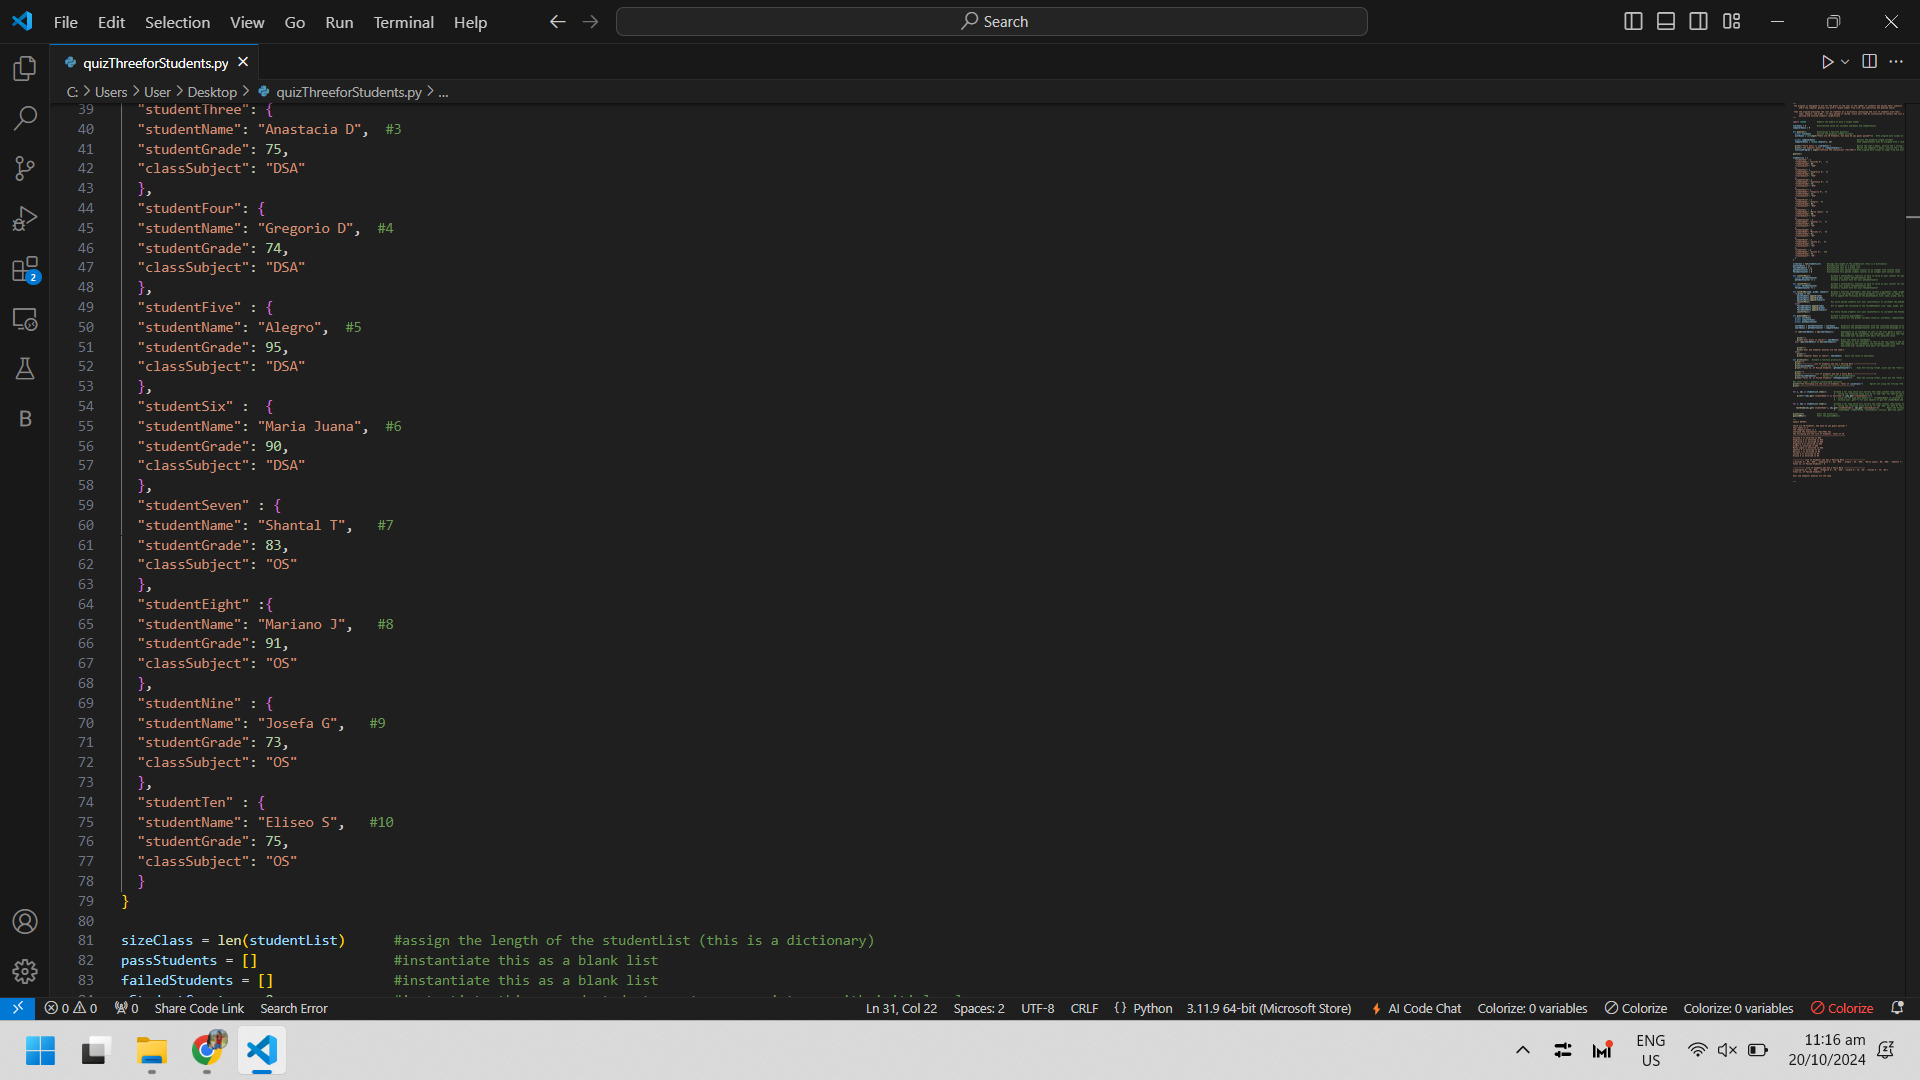 File Edit Selection View Go Run Terminal Help
Search
quizThreeforStudents.py
C: > Users > User > Desktop > quizThreeforStudents.py > ...
39 "studentThree": {
40 "studentName": "Anastacia D", #3
41 "studentGrade": 75,
42 "classSubject": "DSA"
43 },
44 "studentFour": {
45 "studentName": "Gregorio D", #4
46 "studentGrade": 74,
47 "classSubject": "DSA"
48 },
49 "studentFive" : {
50 "studentName": "Alegro", #5
51 "studentGrade": 95,
52 "classSubject": "DSA"
53 },
54 "studentSix" : {
55 "studentName": "Maria Juana", #6
56 "studentGrade": 90,
57 "classSubject": "DSA"
58 },
59 "studentSeven" : {
60 "studentName": "Shantal T", #7
61 "studentGrade": 83,
62 "classSubject": "OS"
63 },
64 "studentEight" :{
65 "studentName": "Mariano J", #8
66 "studentGrade": 91,
67 "classSubject": "OS"
68 },
69 "studentNine" : {
70 "studentName": "Josefa G", #9
71 "studentGrade": 73,
72 "classSubject": "OS"
73 },
74 "studentTen" : {
75 "studentName": "Eliseo S", #10
76 "studentGrade": 75,
77 "classSubject": "OS"
78 }
79 }
80
81 sizeClass = len(studentList) #assign the length of the studentList (this is a dictionary)
82 passStudents = [] #instantiate this as a blank list
83 failedStudents = [] #instantiate this as a blank list
2
B
0 0 0 Share Code Link Search Error Ln 31, Col 22 Spaces: 2 UTF-8 CRLF {} Python 3.11.9 64-bit (Microsoft Store) AI Code Chat Colorize: 0 variables Colorize Colorize: 0 variables Colorize
ENG
US
11:16 am
20/10/2024